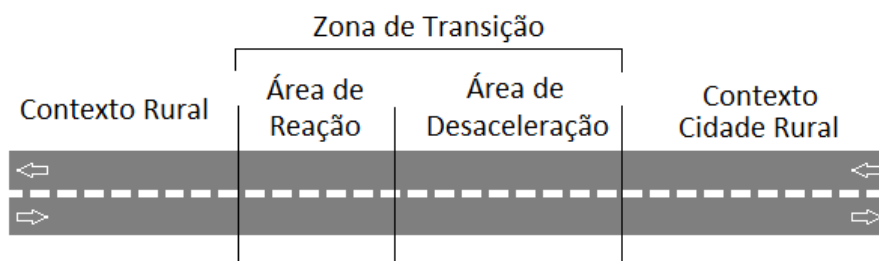 Zona de Transição
Contexto Rural
Área de
Reação
Área de
Desaceleração
Contexto
Cidade Rural